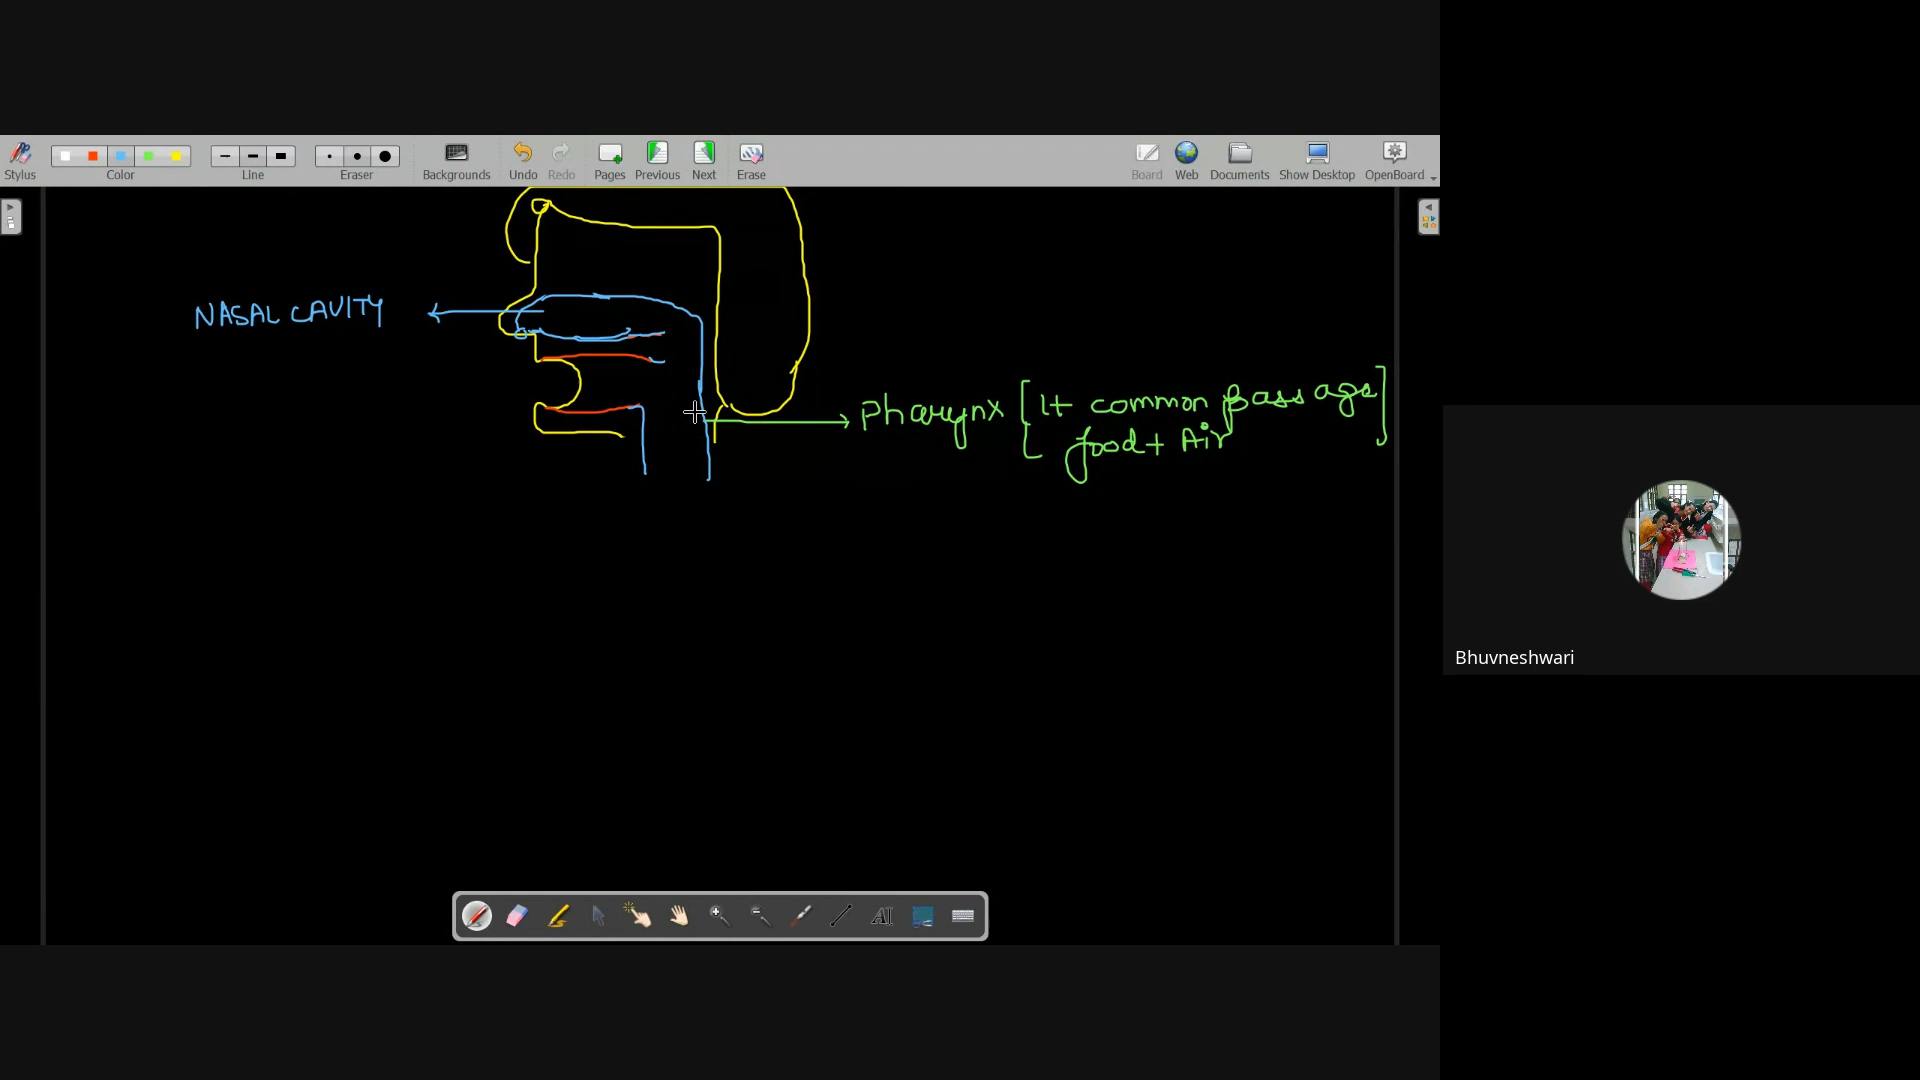 Stylus Color Line Eraser Backgrounds Undo Redo Pages Previous Next Erase Board Web Documents Show Desktop OpenBoard
NASAL CAVITY
Pharynx [It common passage
food + Air]
Bhuvneshwari